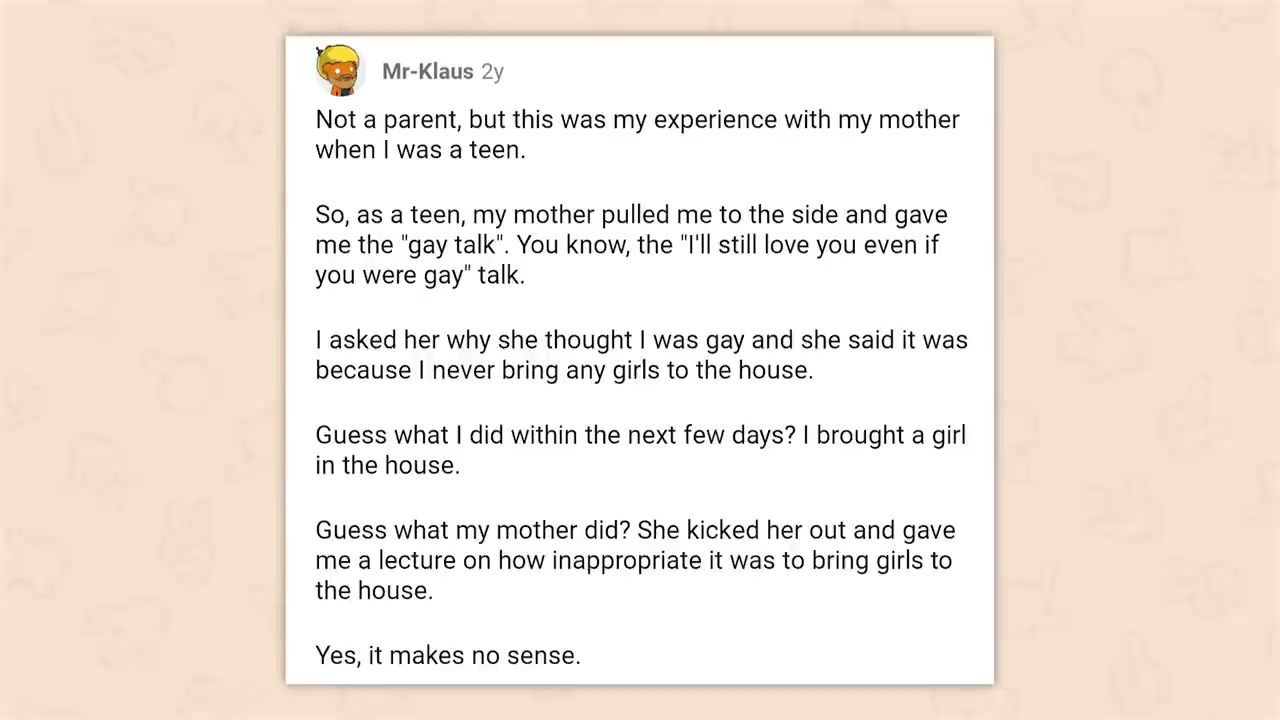 Mr-Klaus 2y
Not a parent, but this was my experience with my mother
when I was a teen.
So, as a teen, my mother pulled me to the side and gave
me the "gay talk". You know, the "I'll still love you even if
you were gay" talk.
I asked her why she thought I was gay and she said it was
because I never bring any girls to the house.
Guess what I did within the next few days? I brought a girl
in the house.
Guess what my mother did? She kicked her out and gave
me a lecture on how inappropriate it was to bring girls to
the house.
Yes, it makes no sense.